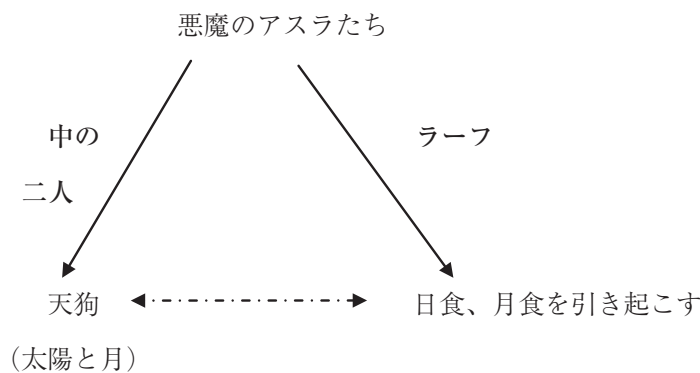 悪魔のアスラたち
中の
ラーフ
二人
天狗
日食、月食を引き起こす
（太陽と月）